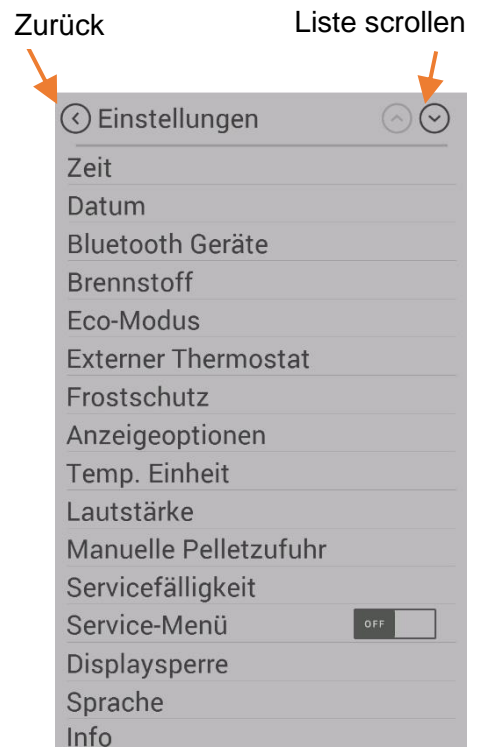 Zurück
Liste scrollen
Einstellungen
Zeit
Datum
Bluetooth Geräte
Brennstoff
Eco-Modus
Externer Thermostat
Frostschutz
Anzeigeoptionen
Temp. Einheit
Lautstärke
Manuelle Pelletzufuhr
Servicefälligkeit
Service-Menü OFF
Displaysperre
Sprache
Info